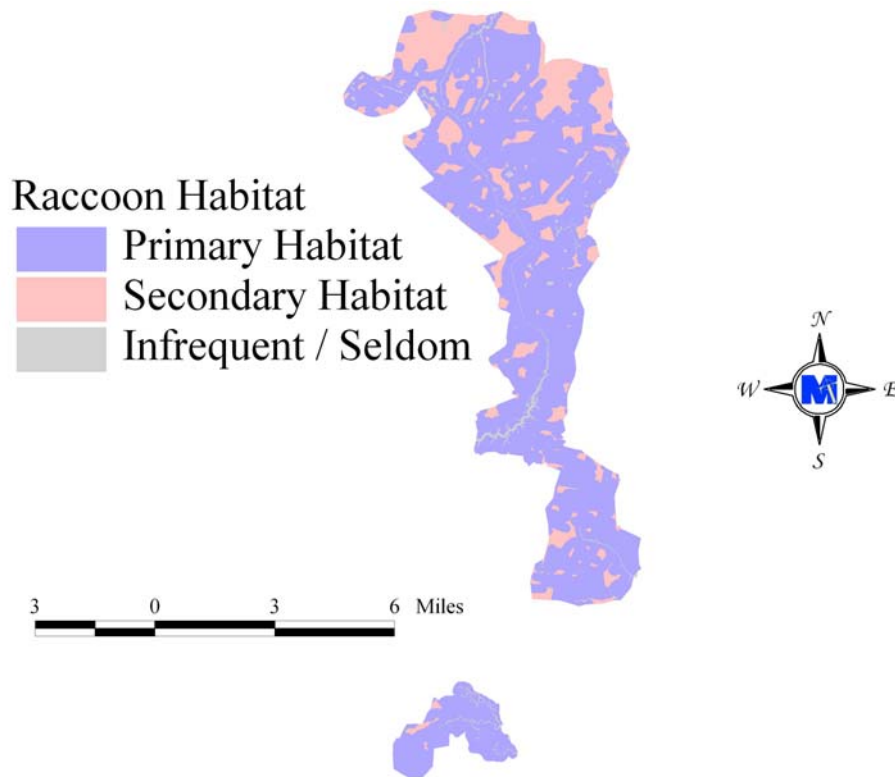 Raccoon Habitat
Primary Habitat
Secondary Habitat
Infrequent / Seldom
N
W M E
S
3 0 3 6 Miles